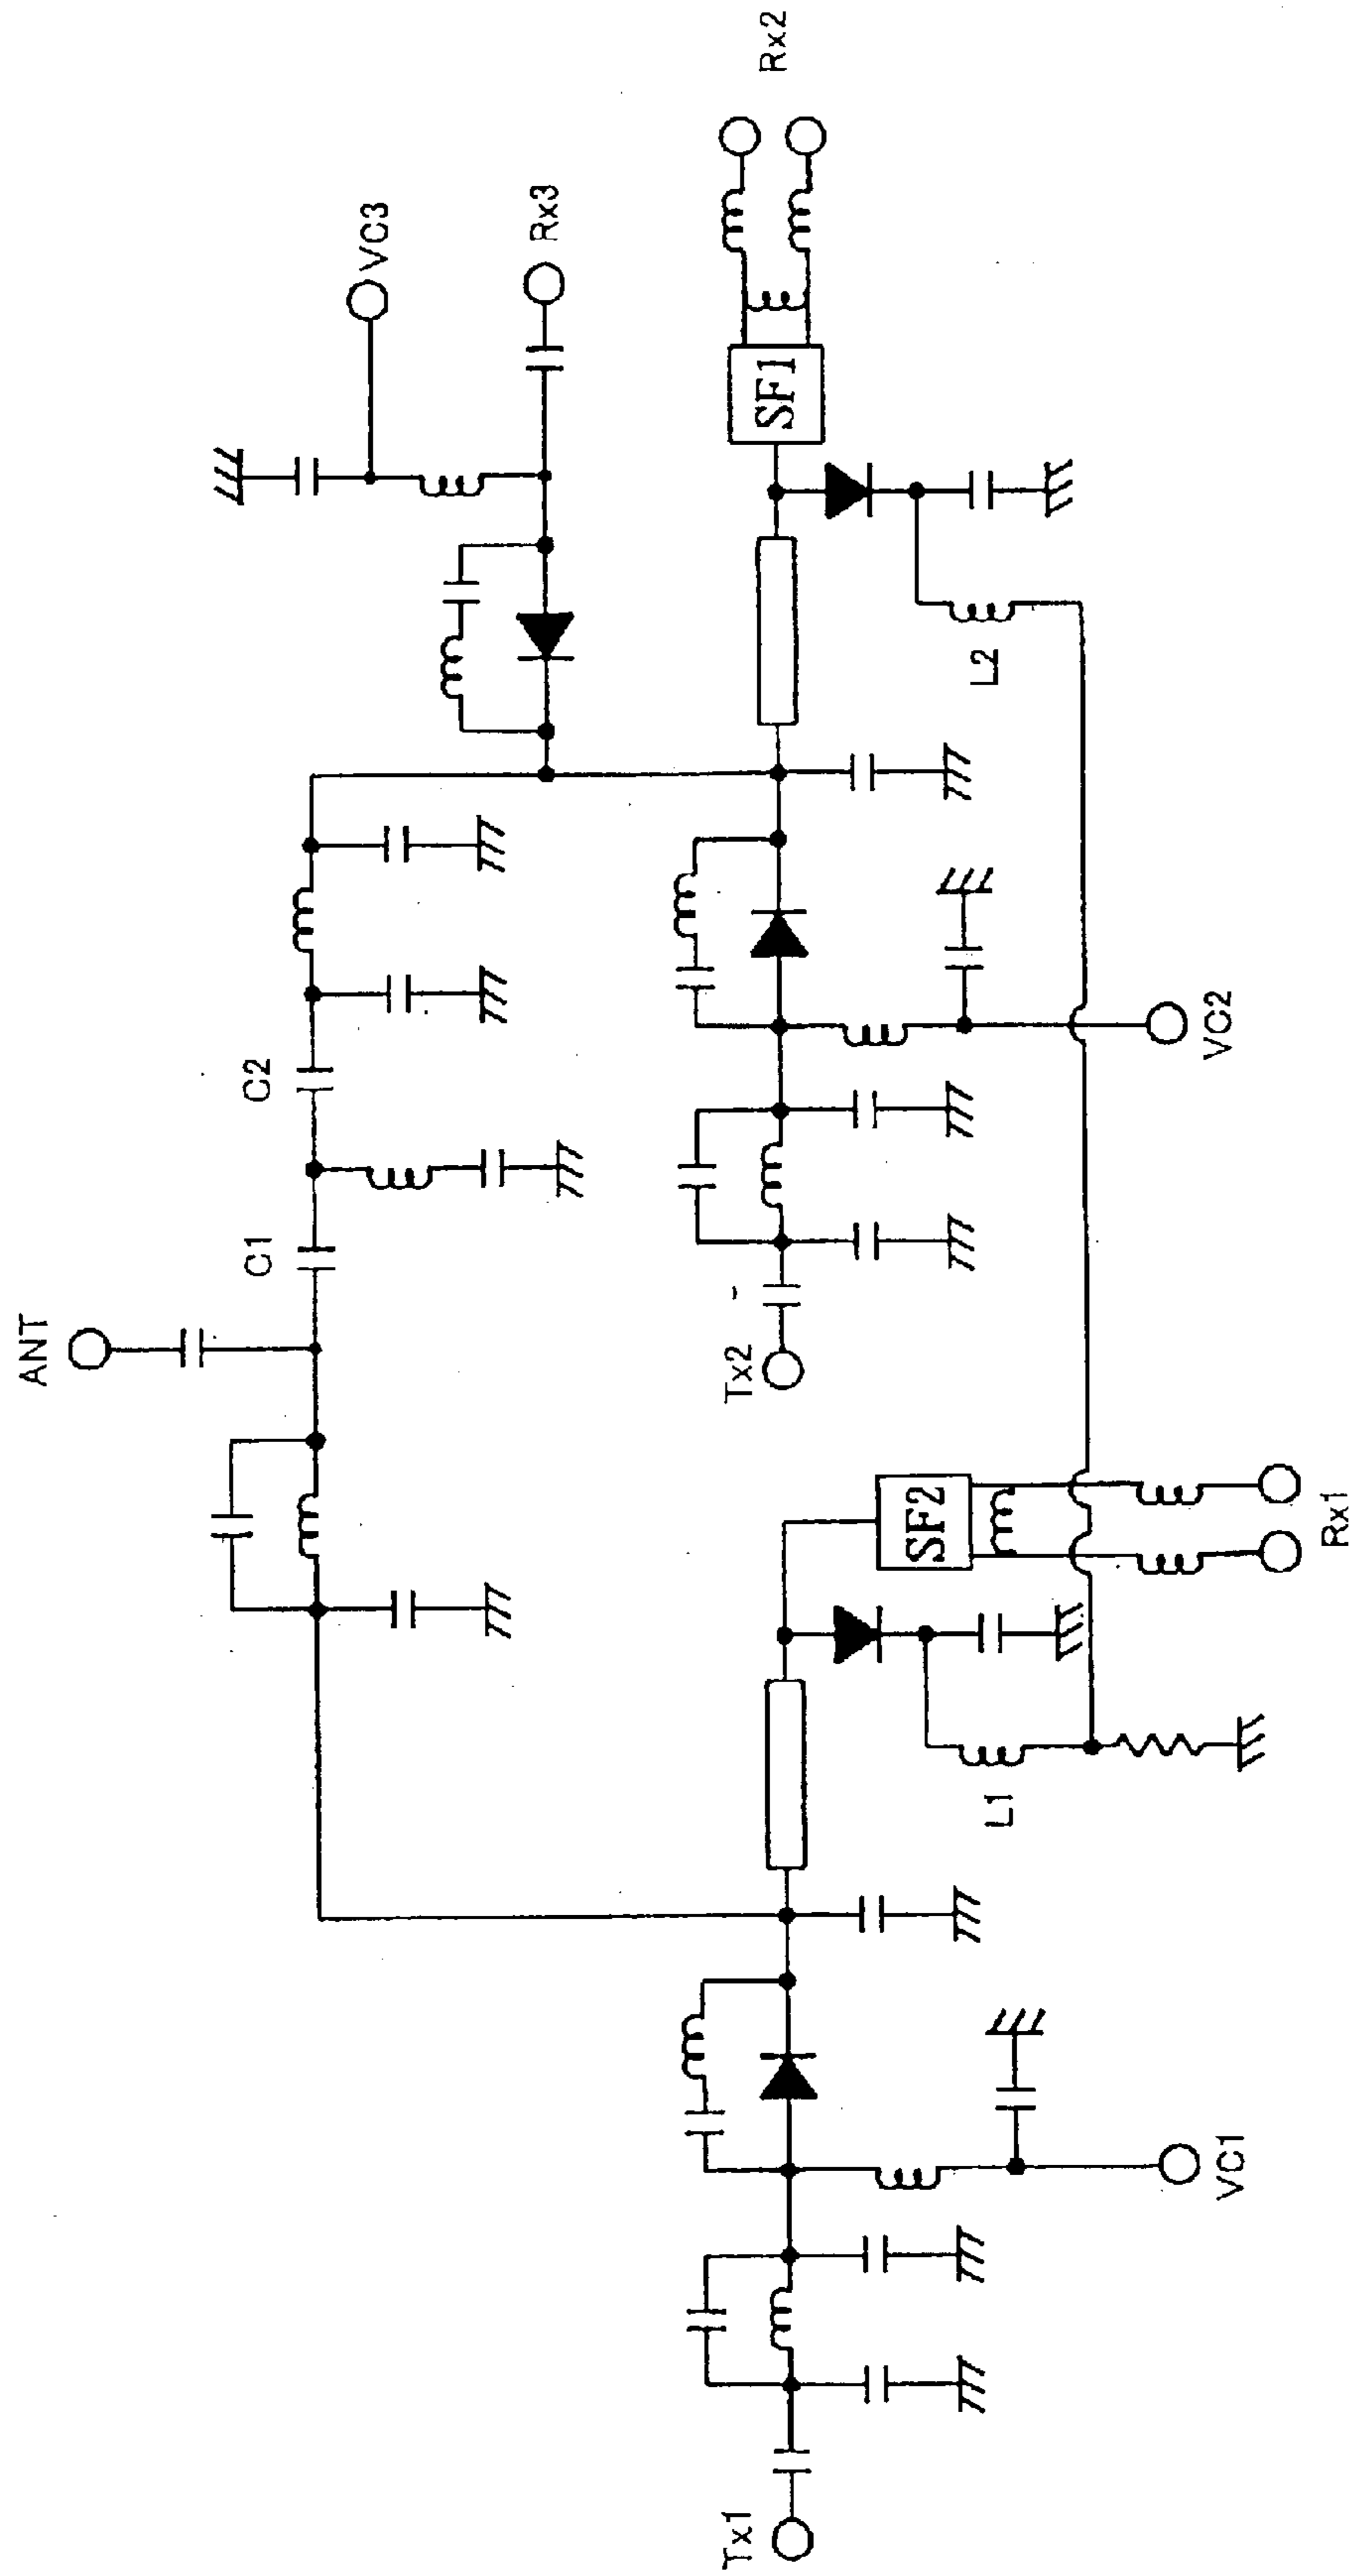 ANT
C1
C2
VC3
Rx3
Rx2
SF1
L2
Tx2
VC2
SF2
Rx1
L1
VC1
Tx1